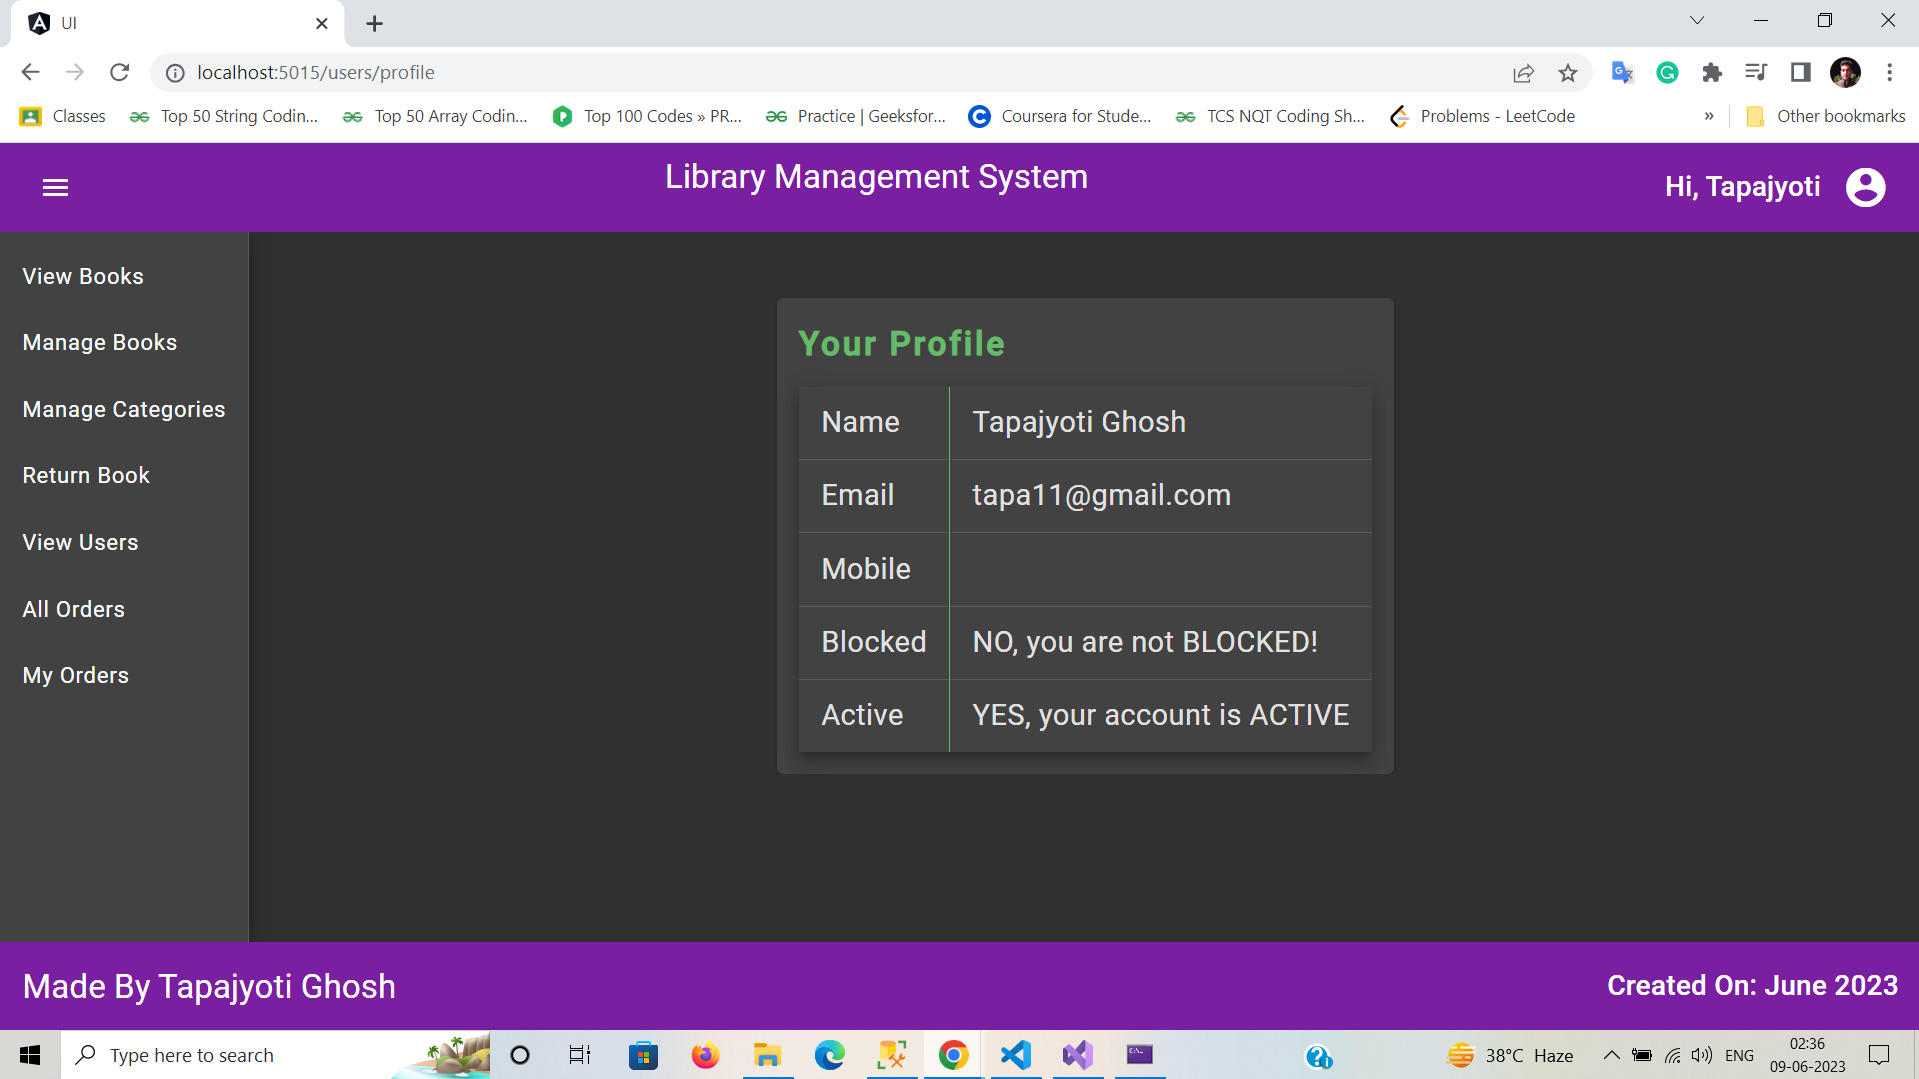 UI
localhost:5015/users/profile
Classes
Top 50 String Codin...
Top 50 Array Codin...
Top 100 Codes » PR...
Practice | Geeksfor...
Coursera for Stude...
TCS NQT Coding Sh...
Problems - LeetCode
»
Other bookmarks
Library Management System
Hi, Tapajyoti
View Books
Manage Books
Manage Categories
Return Book
View Users
All Orders
My Orders
Your Profile
Name Tapajyoti Ghosh
Email tapa11@gmail.com
Mobile
Blocked NO, you are not BLOCKED!
Active YES, your account is ACTIVE
Made By Tapajyoti Ghosh
Created On: June 2023
Type here to search
38°C Haze
ENG
02:36
09-06-2023